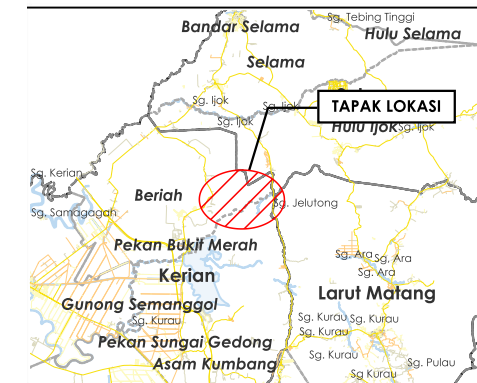 Sg. Tebing Tinggi
Bandar Selama
Hulu Selama
Selama
Sg. Ijok
Sg. Ijok
TAPAK LOKASI
Sg. Ijok
Hulu Ijok
Sg. Ijok
Sg. Kerian
Beriah
Sg. Jelutong
Sg. Samagagah
Pekan Bukit Merah
Sg. Ara
Sg. Ara
Sg. Ara
Kerian
Larut Matang
Gunong Semanggol
Sg. Kurau
Sg. Kurau
Sg. Kurau
Sg. Kurau
Pekan Sungai Gedong
Sg. Kurau
Sg. Pulau
Asam Kumbang
Sg Kurau